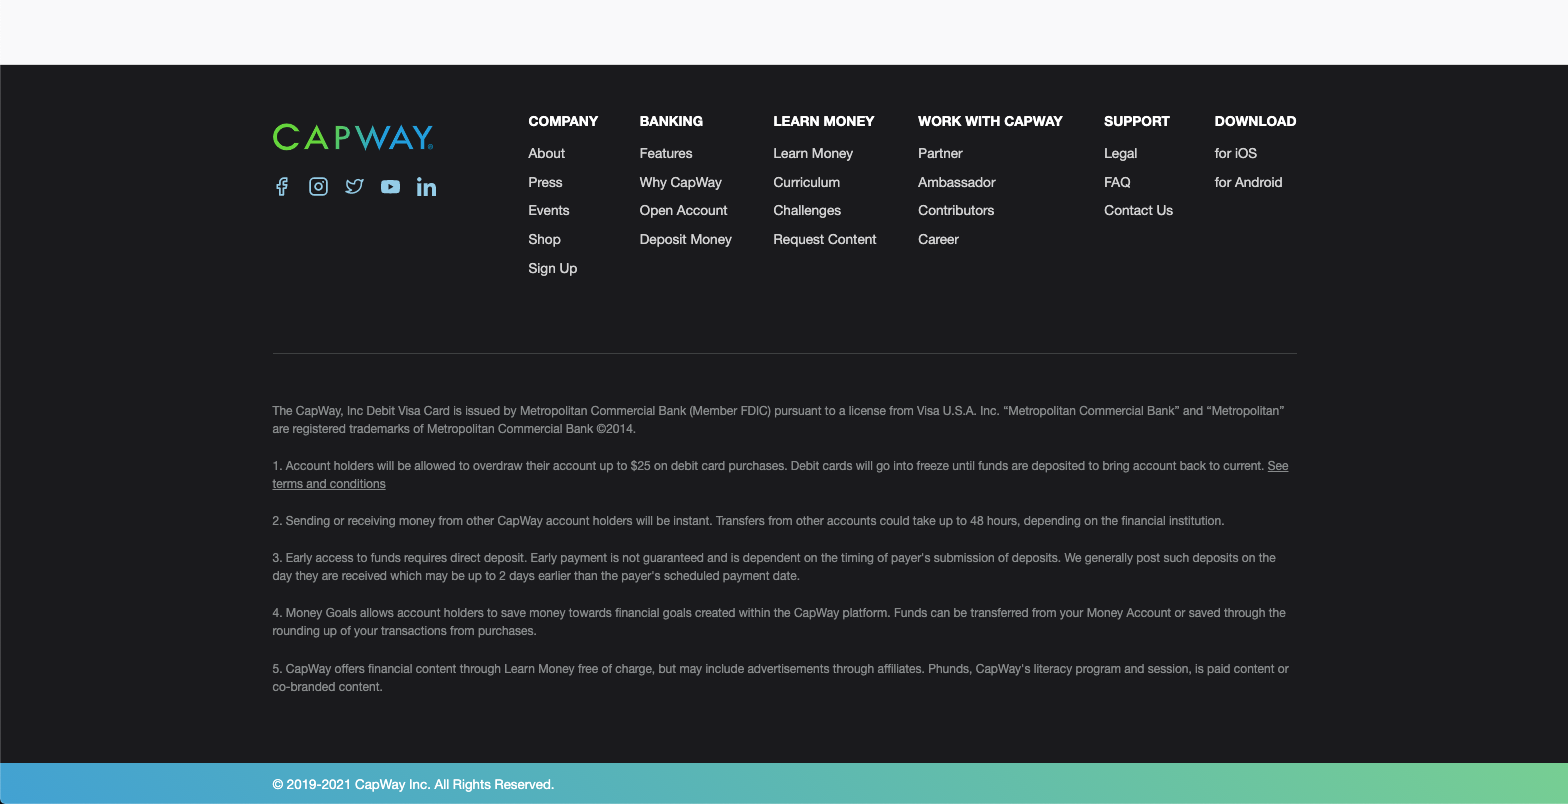 CAPWAY®
COMPANY
About
Press
Events
Shop
Sign Up
BANKING
Features
Why CapWay
Open Account
Deposit Money
LEARN MONEY
Learn Money
Curriculum
Challenges
Request Content
WORK WITH CAPWAY
Partner
Ambassador
Contributors
Career
SUPPORT
Legal
FAQ
Contact Us
DOWNLOAD
for iOS
for Android
The CapWay, Inc Debit Visa Card is issued by Metropolitan Commercial Bank (Member FDIC) pursuant to a license from Visa U.S.A. Inc. “Metropolitan Commercial Bank” and “Metropolitan”
are registered trademarks of Metropolitan Commercial Bank ©2014.
1. Account holders will be allowed to overdraw their account up to $25 on debit card purchases. Debit cards will go into freeze until funds are deposited to bring account back to current. See
terms and conditions
2. Sending or receiving money from other CapWay account holders will be instant. Transfers from other accounts could take up to 48 hours, depending on the financial institution.
3. Early access to funds requires direct deposit. Early payment is not guaranteed and is dependent on the timing of payer's submission of deposits. We generally post such deposits on the
day they are received which may be up to 2 days earlier than the payer's scheduled payment date.
4. Money Goals allows account holders to save money towards financial goals created within the CapWay platform. Funds can be transferred from your Money Account or saved through the
rounding up of your transactions from purchases.
5. CapWay offers financial content through Learn Money free of charge, but may include advertisements through affiliates. Phunds, CapWay's literacy program and session, is paid content or
co-branded content.
© 2019-2021 CapWay Inc. All Rights Reserved.